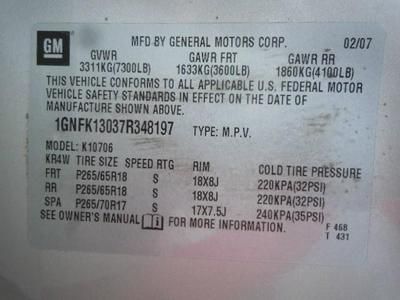 GM
MFD BY GENERAL MOTORS CORP. 02/07
GVWR GAWR FRT GAWR RR
3311KG(7300LB) 1633KG(3600LB) 1860KG(4100LB)
THIS VEHICLE CONFORMS TO ALL APPLICABLE U.S. FEDERAL MOTOR
VEHICLE SAFETY STANDARDS IN EFFECT ON THE DATE OF
MANUFACTURE SHOWN ABOVE.
1GNFK13037R348197 TYPE: M.P.V.
MODEL: K10706
KR4W TIRE SIZE SPEED RTG RIM COLD TIRE PRESSURE
FRT P265/65R18 S 18X8J 220KPA(32PSI)
RR P265/65R18 S 18X8J 220KPA(32PSI)
SPA P265/70R17 S 17X7.5J 240KPA(35PSI)
SEE OWNER'S MANUAL i FOR MORE INFORMATION.
F 468
T 431